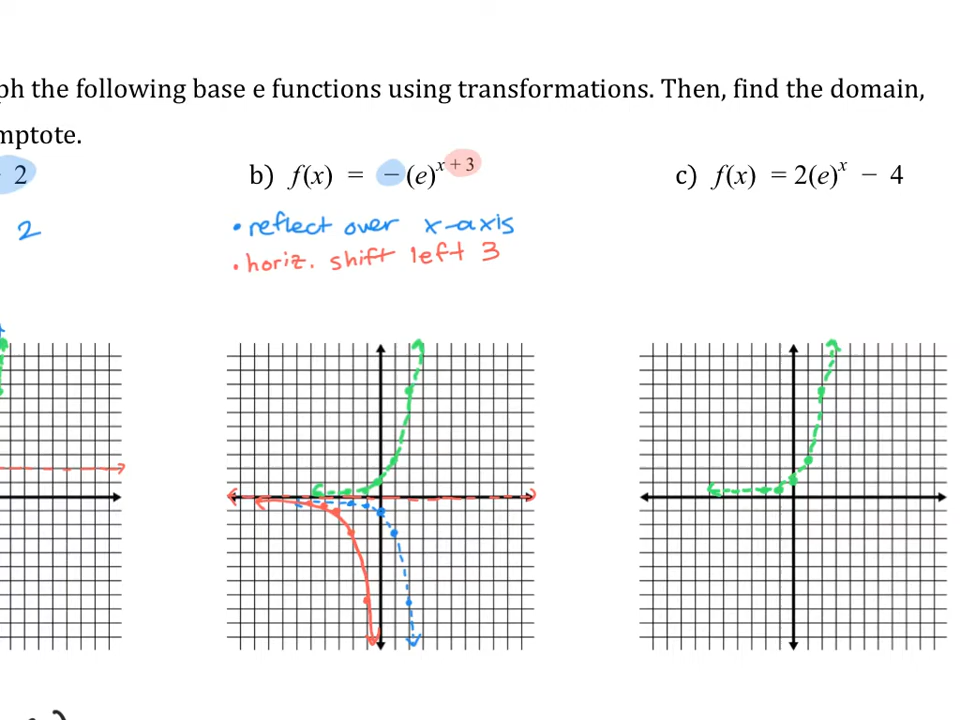 ph the following base e functions using transformations. Then, find the domain,
mptote.
2
b) f(x) = −(e)^{x + 3}
c) f(x) = 2(e)^x − 4
2
• reflect over x-axis
• horiz. shift left 3